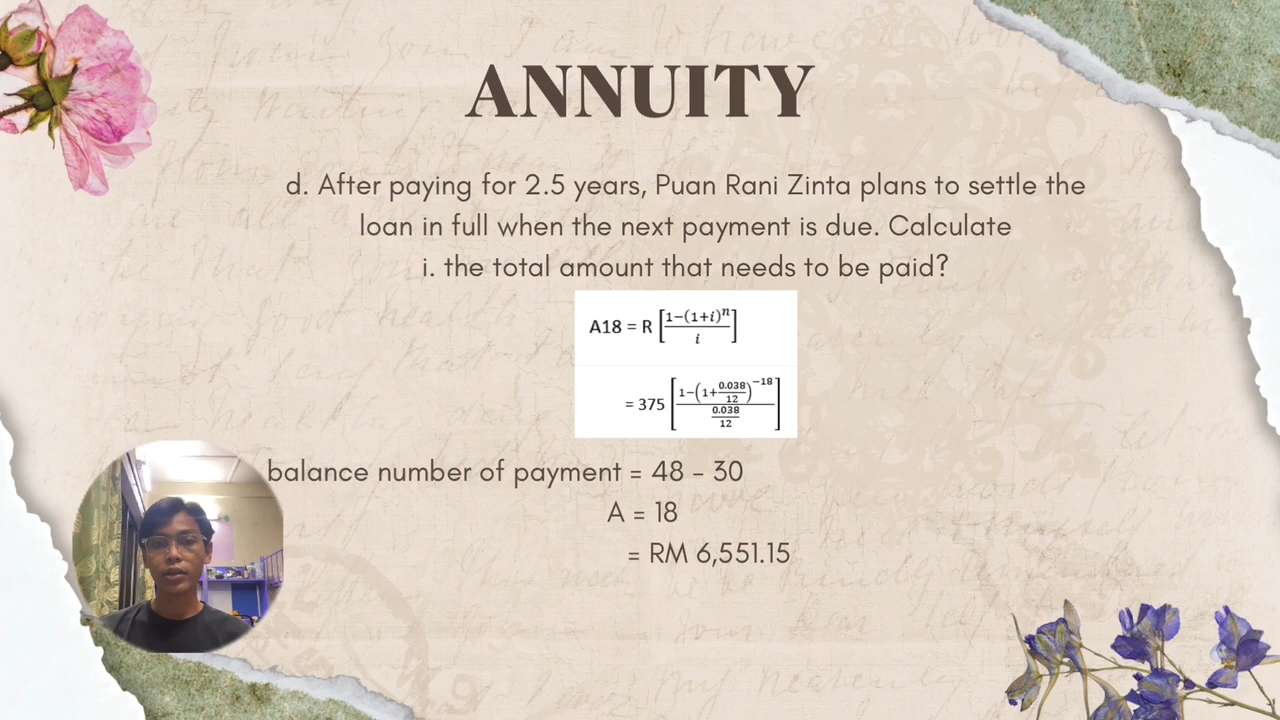 ANNUITY
d. After paying for 2.5 years, Puan Rani Zinta plans to settle the
loan in full when the next payment is due. Calculate
i. the total amount that needs to be paid?
A18 = R [1−(1+i)ⁿ / i]
= 375 [1−(1+0.038/12)⁻¹⁸ / (0.038/12)]
balance number of payment = 48 - 30
A = 18
= RM 6,551.15